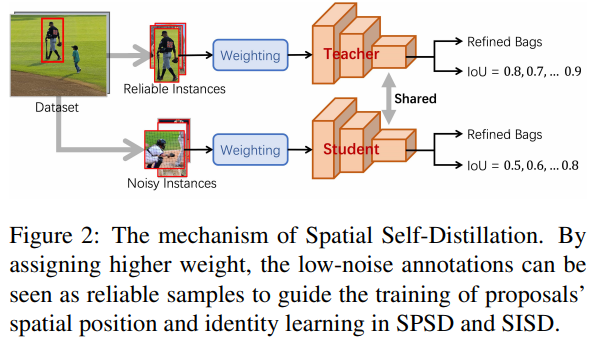 Dataset
Reliable Instances
Weighting
Teacher
Refined Bags
IoU = 0.8, 0.7, ... 0.9
Shared
Noisy Instances
Weighting
Student
Refined Bags
IoU = 0.5, 0.6, ... 0.8
Figure 2: The mechanism of Spatial Self-Distillation. By
assigning higher weight, the low-noise annotations can be
seen as reliable samples to guide the training of proposals'
spatial position and identity learning in SPSD and SISD.